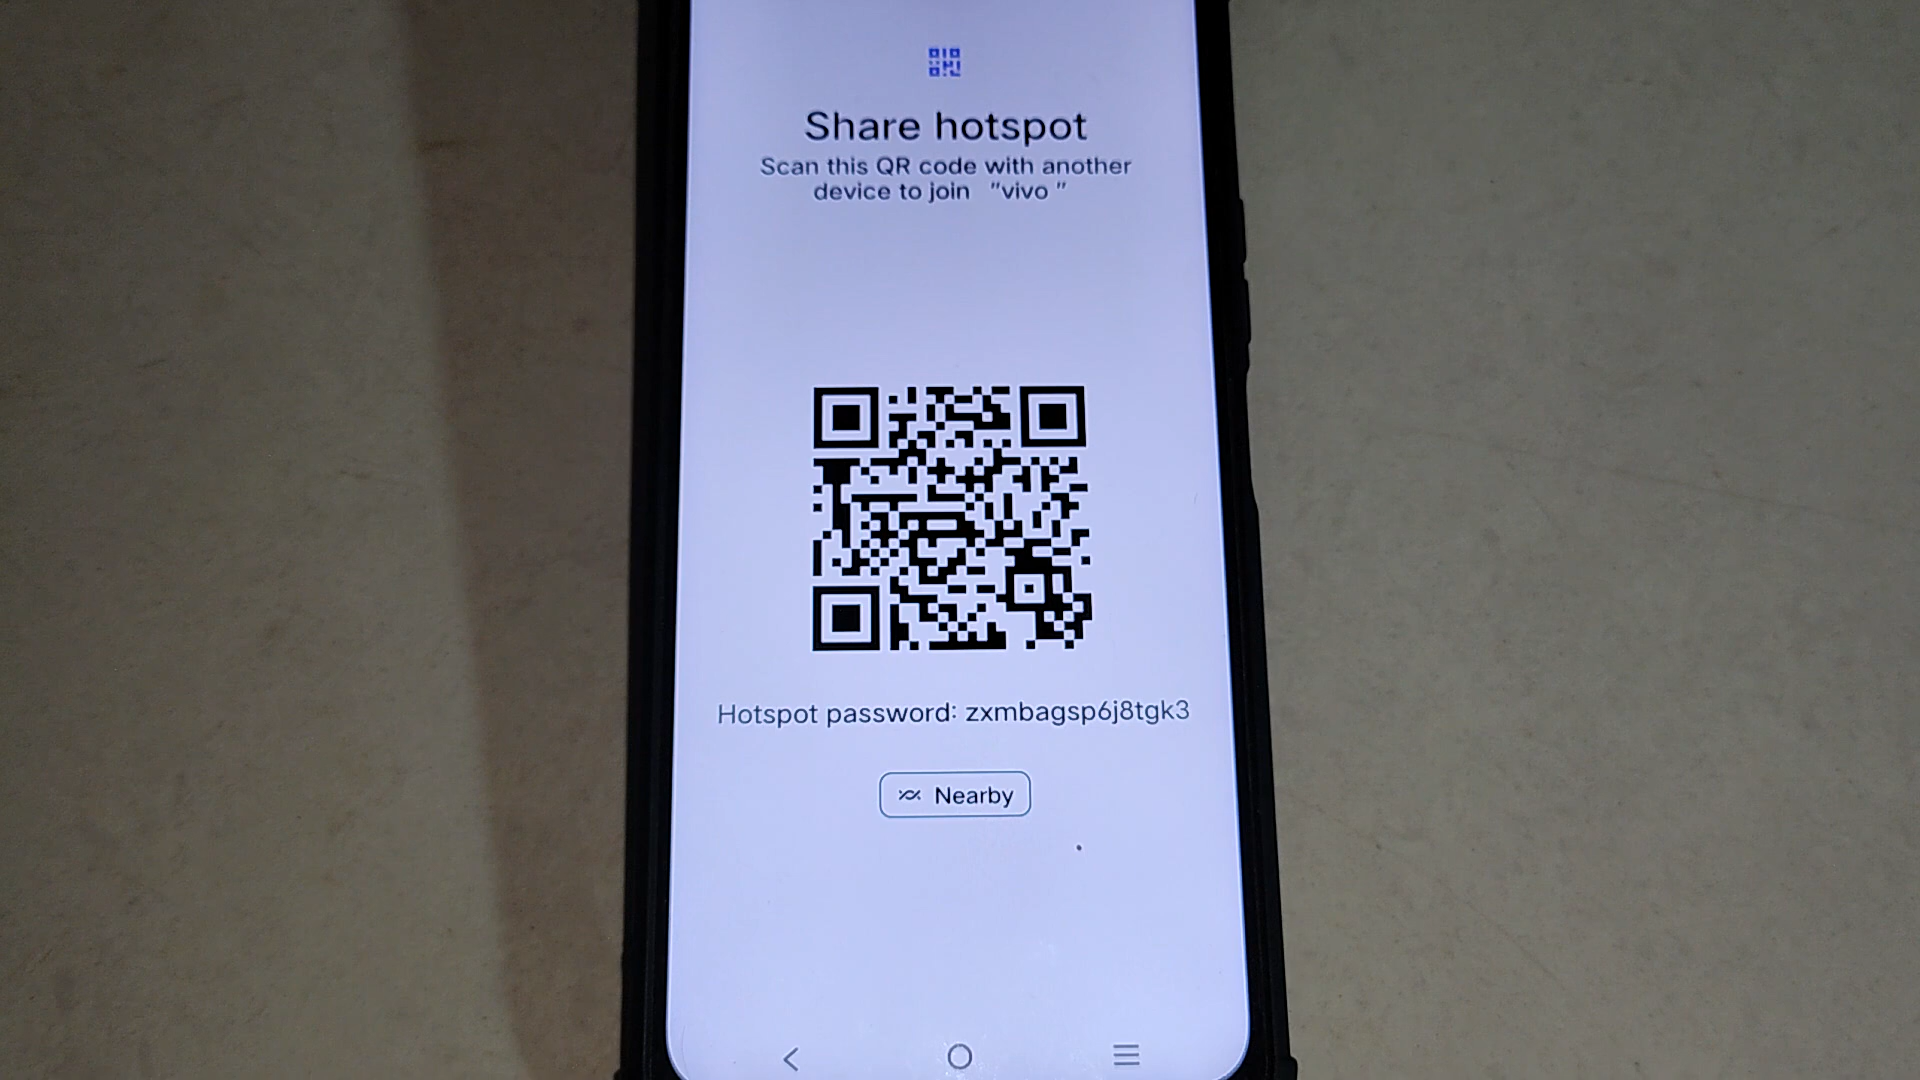 Share hotspot
Scan this QR code with another
device to join "vivo "
Hotspot password: zxmbagsp6j8tgk3
Nearby